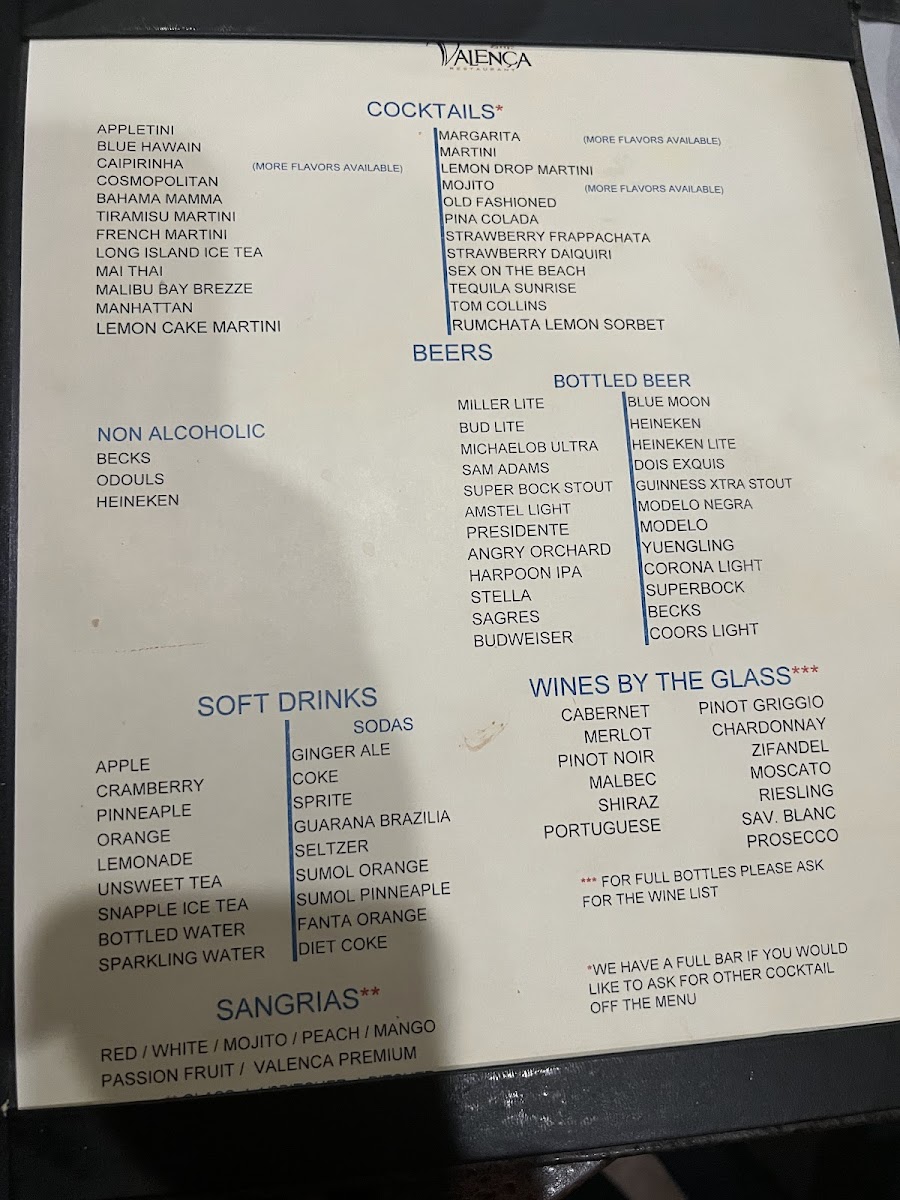 VALENÇA
RESTAURANT
COCKTAILS*
APPLETINI
BLUE HAWAIN
CAIPIRINHA (MORE FLAVORS AVAILABLE)
COSMOPOLITAN
BAHAMA MAMMA
TIRAMISU MARTINI
FRENCH MARTINI
LONG ISLAND ICE TEA
MAI THAI
MALIBU BAY BREZZE
MANHATTAN
LEMON CAKE MARTINI
MARGARITA (MORE FLAVORS AVAILABLE)
MARTINI
LEMON DROP MARTINI
MOJITO (MORE FLAVORS AVAILABLE)
OLD FASHIONED
PINA COLADA
STRAWBERRY FRAPPACHATA
STRAWBERRY DAIQUIRI
SEX ON THE BEACH
TEQUILA SUNRISE
TOM COLLINS
RUMCHATA LEMON SORBET
BEERS
NON ALCOHOLIC
BECKS
ODOULS
HEINEKEN
BOTTLED BEER
MILLER LITE
BUD LITE
MICHAELOB ULTRA
SAM ADAMS
SUPER BOCK STOUT
AMSTEL LIGHT
PRESIDENTE
ANGRY ORCHARD
HARPOON IPA
STELLA
SAGRES
BUDWEISER
BLUE MOON
HEINEKEN
HEINEKEN LITE
DOIS EXQUIS
GUINNESS XTRA STOUT
MODELO NEGRA
MODELO
YUENGLING
CORONA LIGHT
SUPERBOCK
BECKS
COORS LIGHT
SOFT DRINKS
APPLE
CRAMBERRY
PINNEAPLE
ORANGE
LEMONADE
UNSWEET TEA
SNAPPLE ICE TEA
BOTTLED WATER
SPARKLING WATER
SODAS
GINGER ALE
COKE
SPRITE
GUARANA BRAZILIA
SELTZER
SUMOL ORANGE
SUMOL PINNEAPLE
FANTA ORANGE
DIET COKE
WINES BY THE GLASS***
CABERNET
MERLOT
PINOT NOIR
MALBEC
SHIRAZ
PORTUGUESE
PINOT GRIGGIO
CHARDONNAY
ZIFANDEL
MOSCATO
RIESLING
SAV. BLANC
PROSECCO
*** FOR FULL BOTTLES PLEASE ASK
FOR THE WINE LIST
*WE HAVE A FULL BAR IF YOU WOULD
LIKE TO ASK FOR OTHER COCKTAIL
OFF THE MENU
SANGRIAS**
RED / WHITE / MOJITO / PEACH / MANGO
PASSION FRUIT / VALENCA PREMIUM